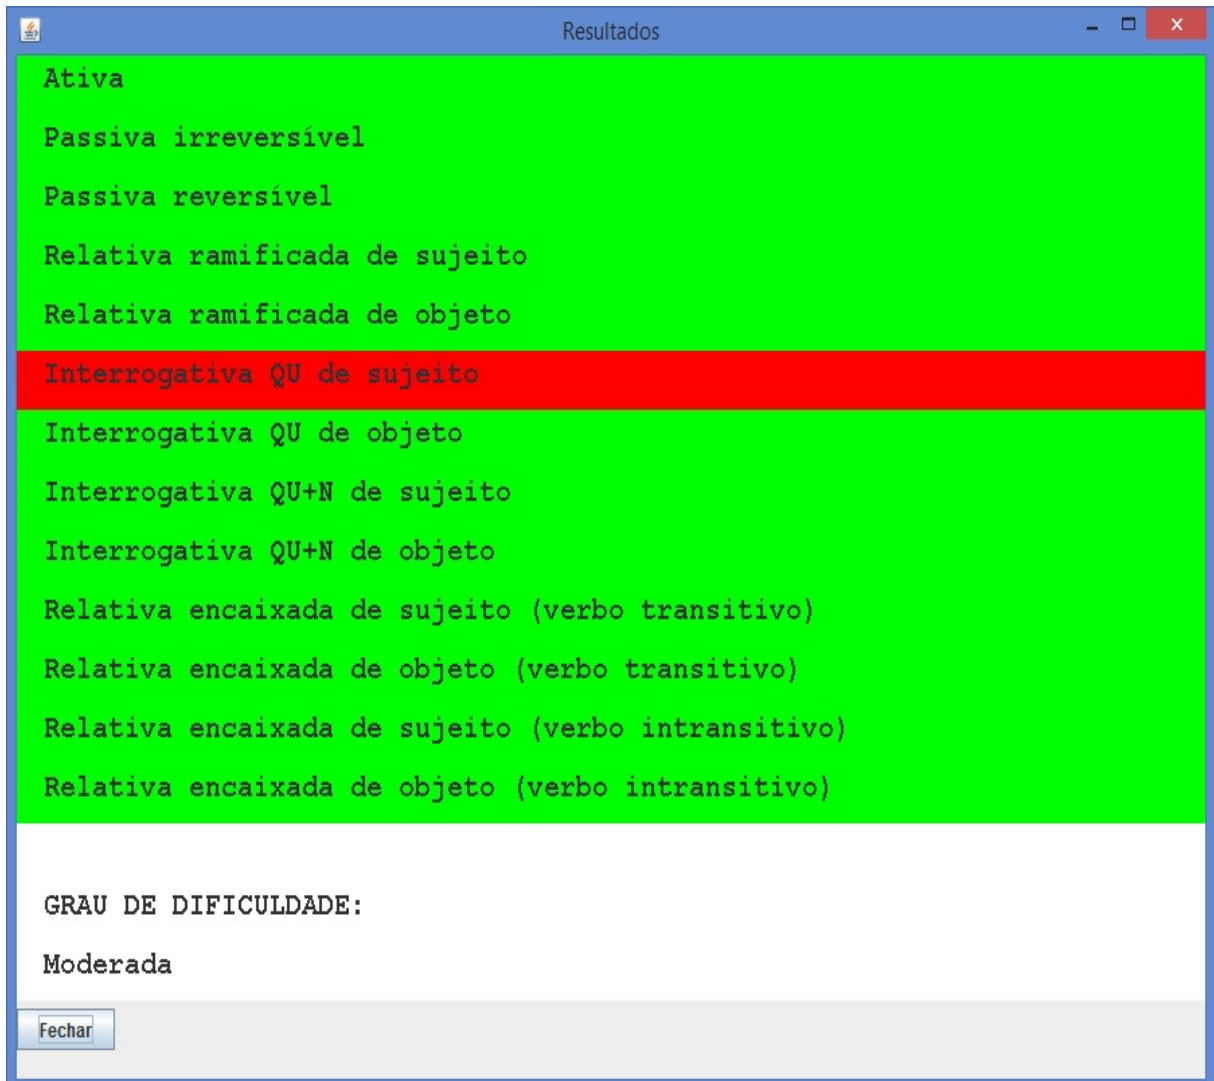 Resultados
Ativa
Passiva irreversível
Passiva reversível
Relativa ramificada de sujeito
Relativa ramificada de objeto
Interrogativa QU de sujeito
Interrogativa QU de objeto
Interrogativa QU+N de sujeito
Interrogativa QU+N de objeto
Relativa encaixada de sujeito (verbo transitivo)
Relativa encaixada de objeto (verbo transitivo)
Relativa encaixada de sujeito (verbo intransitivo)
Relativa encaixada de objeto (verbo intransitivo)
GRAU DE DIFICULDADE:
Moderada
Fechar